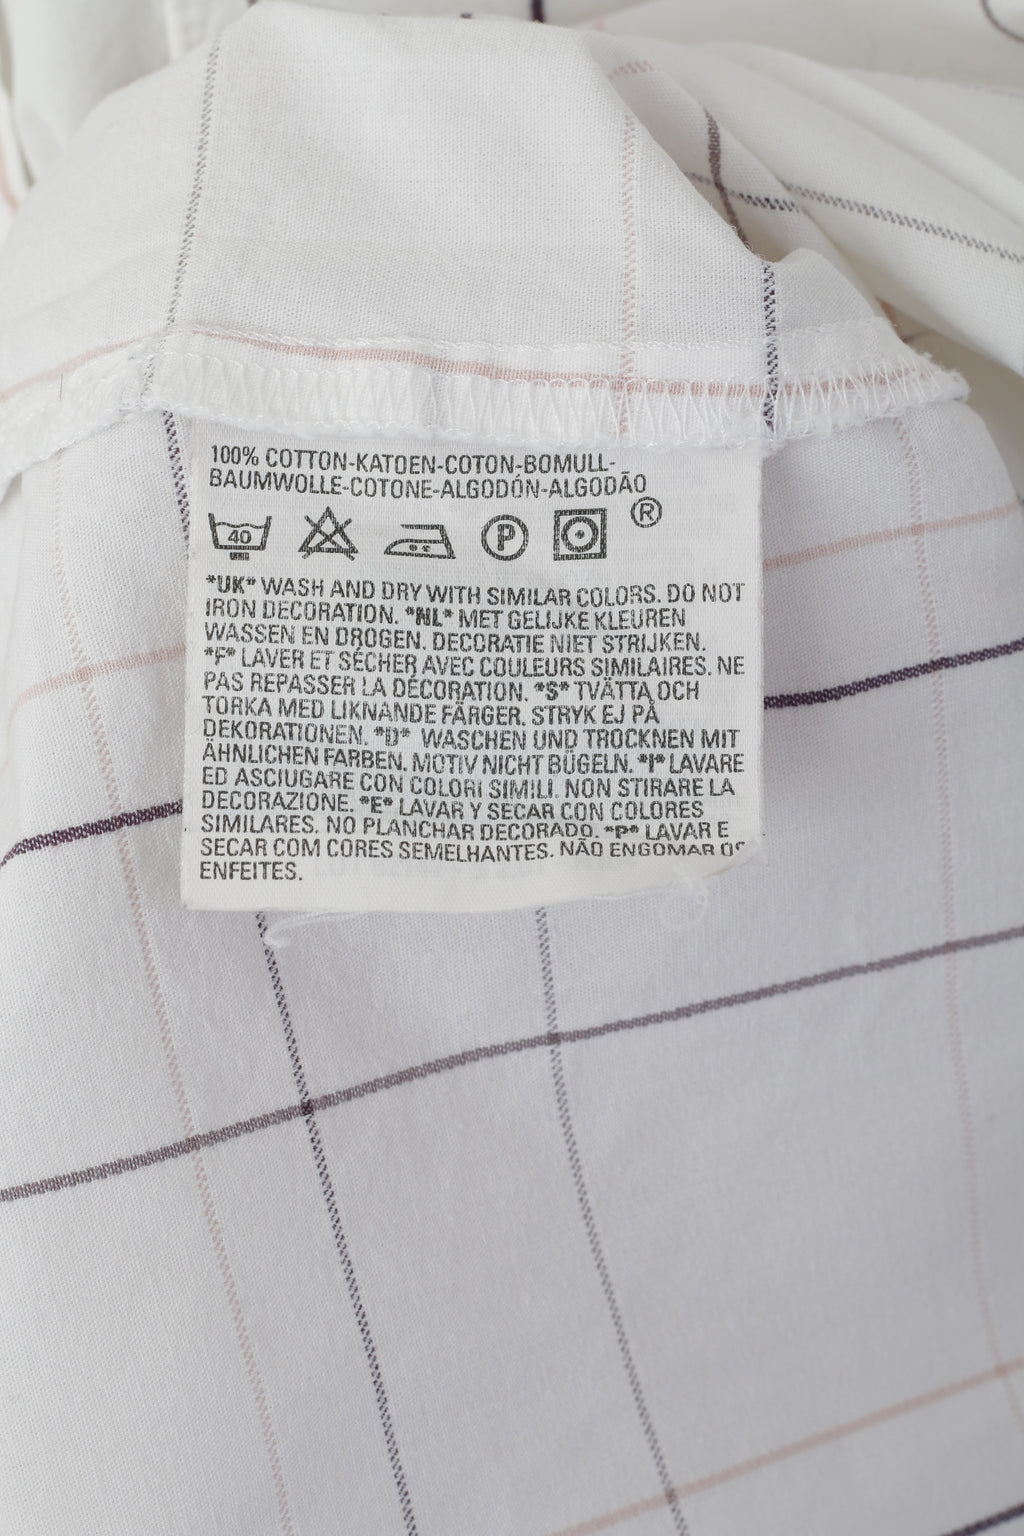 100% COTTON-KATOEN-COTON-BOMULL-
BAUMWOLLE-COTONE-ALGODÓN-ALGODÃO
40 P ®
*UK* WASH AND DRY WITH SIMILAR COLORS. DO NOT
IRON DECORATION. *NL* MET GELIJKE KLEUREN
WASSEN EN DROGEN. DECORATIE NIET STRIJKEN.
*F* LAVER ET SÉCHER AVEC COULEURS SIMILAIRES. NE
PAS REPASSER LA DÉCORATION. *S* TVÄTTA OCH
TORKA MED LIKNANDE FÄRGER. STRYK EJ PÅ
DEKORATIONEN. *D* WASCHEN UND TROCKNEN MIT
ÄHNLICHEN FARBEN. MOTIV NICHT BÜGELN. *I* LAVARE
ED ASCIUGARE CON COLORI SIMILI. NON STIRARE LA
DECORAZIONE. *E* LAVAR Y SECAR CON COLORES
SIMILARES. NO PLANCHAR DECORADO. *P* LAVAR E
SECAR COM CORES SEMELHANTES. NÃO ENGOMAR OS
ENFEITES.